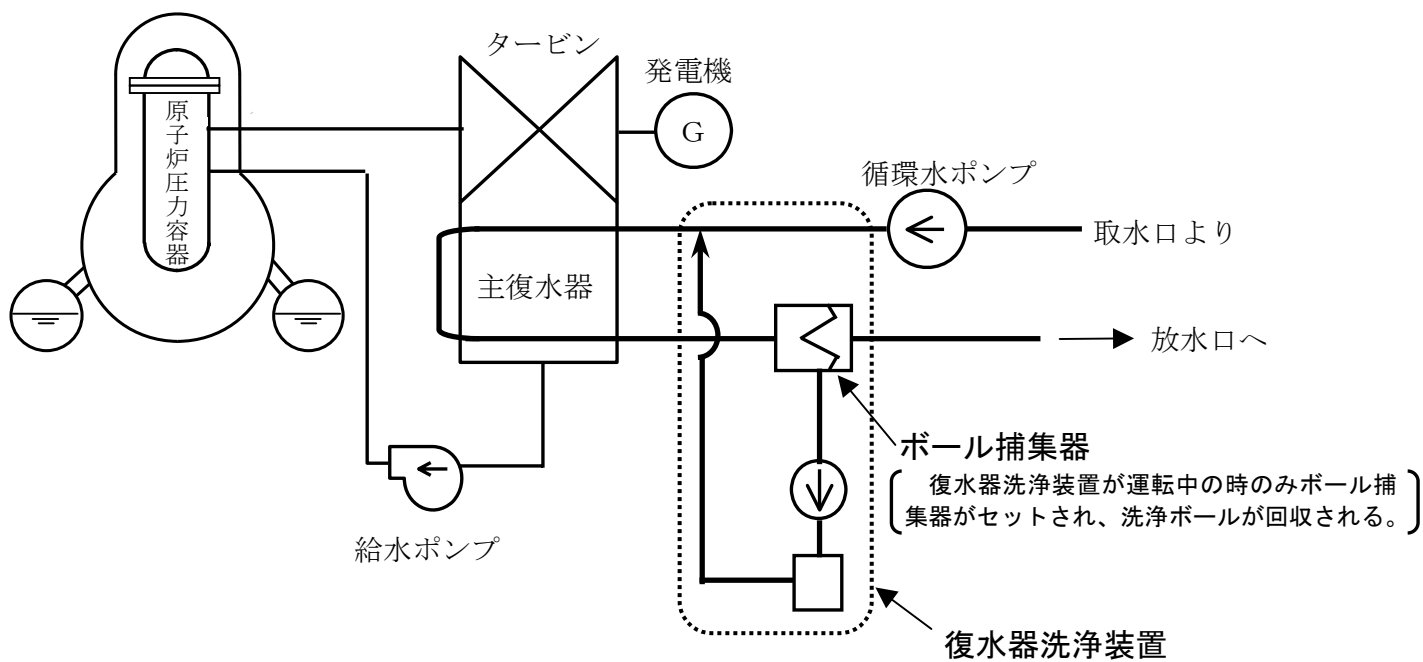 タービン
発電機
G
原子炉圧力容器
循環水ポンプ
取水口より
主復水器
放水口へ
ボール捕集器
復水器洗浄装置が運転中の時のみボール捕
集器がセットされ、洗浄ボールが回収される。
給水ポンプ
復水器洗浄装置